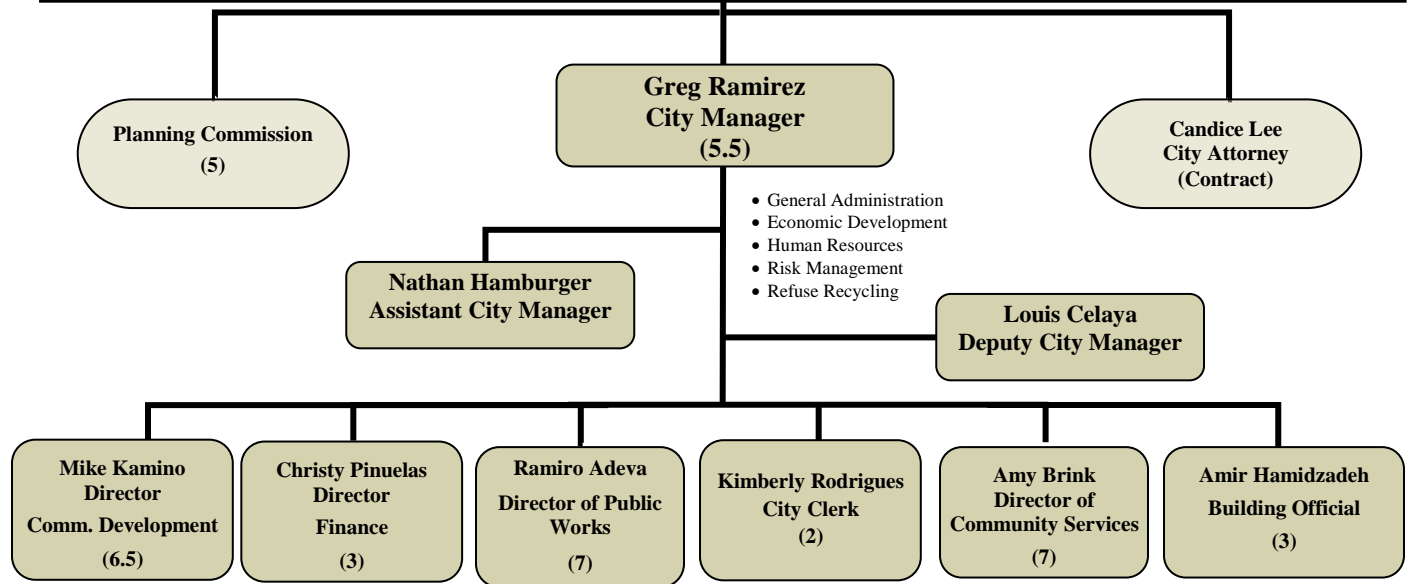 Greg Ramirez
City Manager
(5.5)
Planning Commission
(5)
Candice Lee
City Attorney
(Contract)
• General Administration
• Economic Development
• Human Resources
• Risk Management
• Refuse Recycling
Nathan Hamburger
Assistant City Manager
Louis Celaya
Deputy City Manager
Mike Kamino
Director
Comm. Development
(6.5)
Christy Pinuelas
Director
Finance
(3)
Ramiro Adeva
Director of Public
Works
(7)
Kimberly Rodrigues
City Clerk
(2)
Amy Brink
Director of
Community Services
(7)
Amir Hamidzadeh
Building Official
(3)